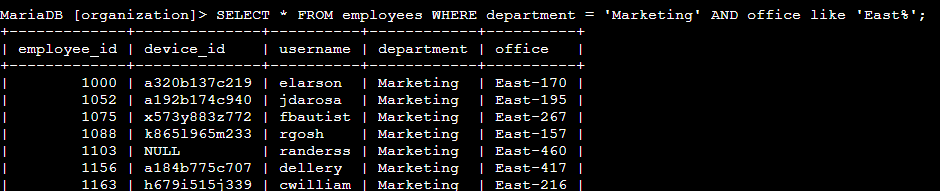 MariaDB [organization]> SELECT * FROM employees WHERE department = 'Marketing' AND office like 'East%';
+-------------+--------------+----------+------------+----------+
| employee_id | device_id    | username | department | office   |
+-------------+--------------+----------+------------+----------+
|        1000 | a320b137c219 | elarson  | Marketing  | East-170 |
|        1052 | a192b174c940 | jdarosa  | Marketing  | East-195 |
|        1075 | x573y883z772 | fbautist | Marketing  | East-267 |
|        1088 | k865l965m233 | rgosh    | Marketing  | East-157 |
|        1103 | NULL         | randerss | Marketing  | East-460 |
|        1156 | a184b775c707 | dellery  | Marketing  | East-417 |
|        1163 | h679i515j339 | cwilliam | Marketing  | East-216 |